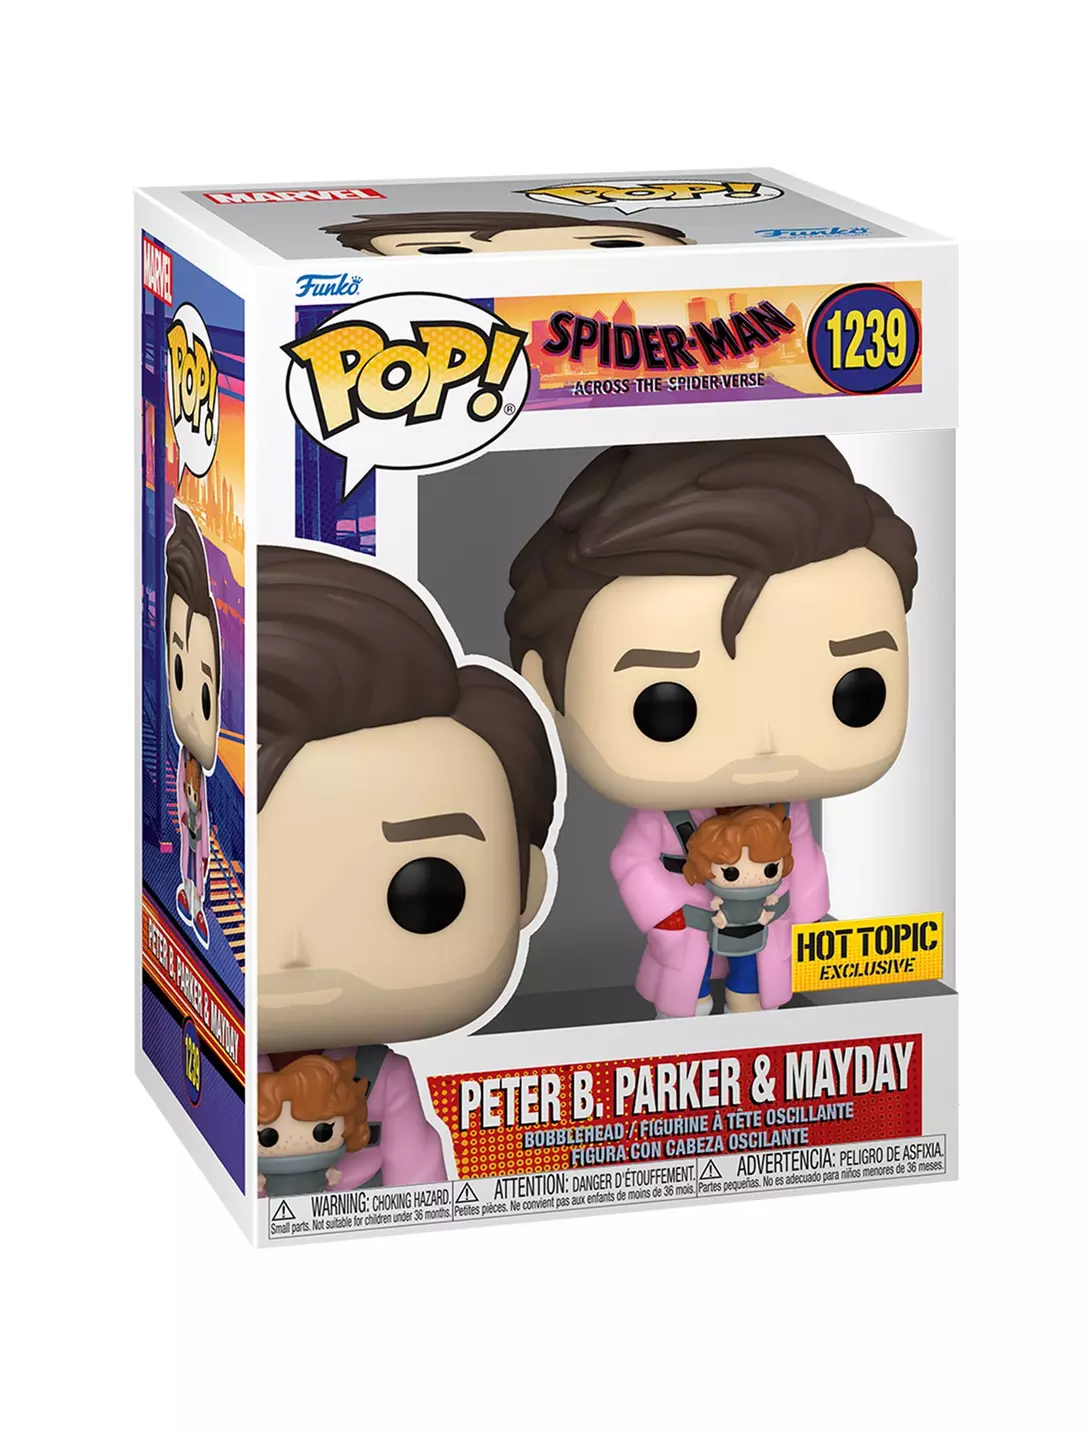 MARVEL
POP!
Funko
MARVEL
POP!
PETER B. PARKER & MAYDAY
1239
Funko
POP!®
SPIDER-MAN
ACROSS THE SPIDER-VERSE
1239
HOT TOPIC
EXCLUSIVE
PETER B. PARKER & MAYDAY
BOBBLEHEAD / FIGURINE À TÊTE OSCILLANTE
FIGURA CON CABEZA OSCILANTE
WARNING: CHOKING HAZARD.
Small parts. Not suitable for children under 36 months.
ATTENTION: DANGER D'ÉTOUFFEMENT.
Petites pièces. Ne convient pas aux enfants de moins de 36 mois.
ADVERTENCIA: PELIGRO DE ASFIXIA.
Partes pequeñas. No es adecuado para niños menores de 36 meses.